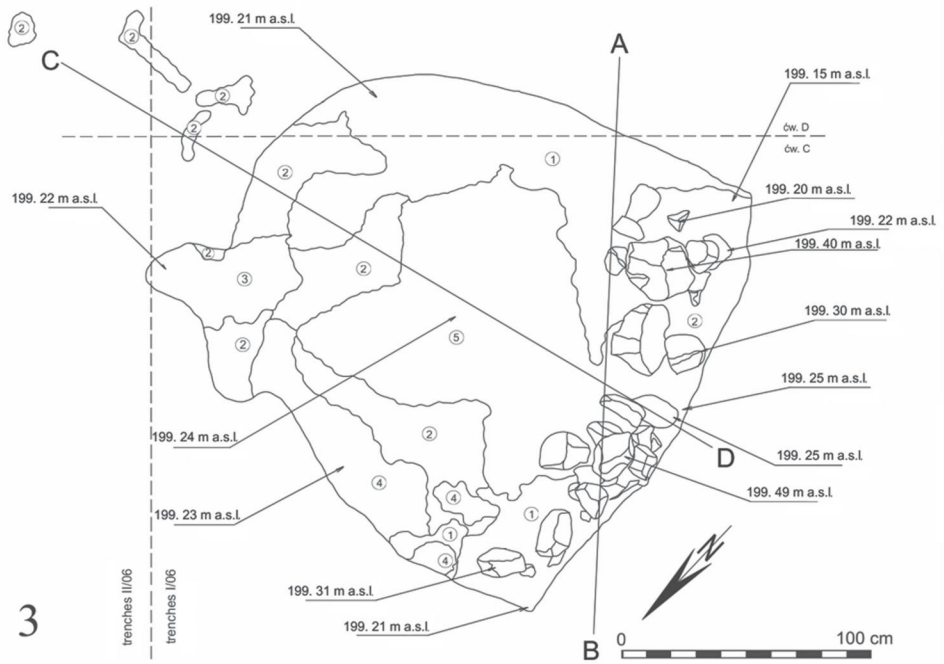 199. 21 m a.s.l.
A
②
②
C
199. 15 m a.s.l.
②
②
ćw. D
ćw. C
①
②
199. 20 m a.s.l.
199. 22 m a.s.l.
199. 22 m a.s.l.
199. 40 m a.s.l.
②
②
③
②
199. 30 m a.s.l.
⑤
②
199. 25 m a.s.l.
②
199. 24 m a.s.l.
D
199. 25 m a.s.l.
④
④
199. 49 m a.s.l.
199. 23 m a.s.l.
①
①
④
N
199. 31 m a.s.l.
3
trenches II/06
trenches I/06
199. 21 m a.s.l.
B
0 100 cm